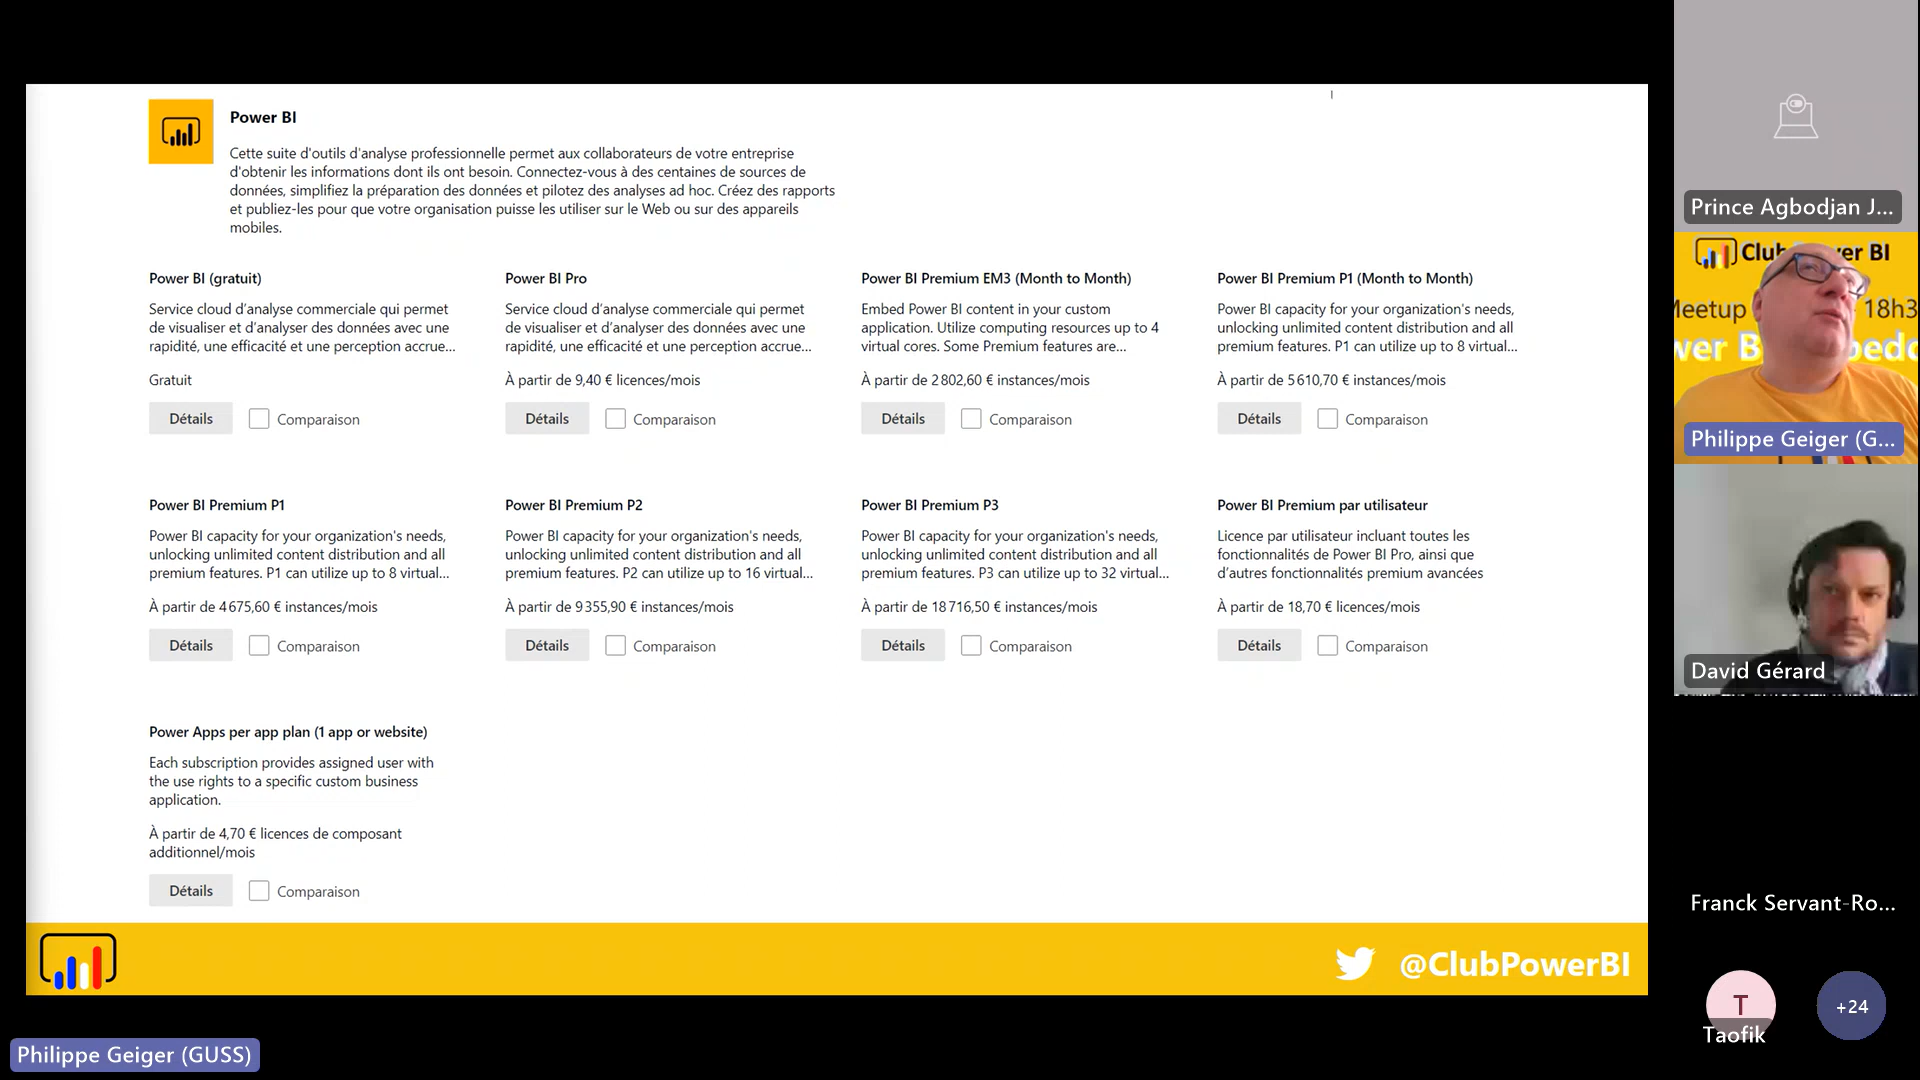 Power BI
Cette suite d'outils d'analyse professionnelle permet aux collaborateurs de votre entreprise
d'obtenir les informations dont ils ont besoin. Connectez-vous à des centaines de sources de
données, simplifiez la préparation des données et pilotez des analyses ad hoc. Créez des rapports
et publiez-les pour que votre organisation puisse les utiliser sur le Web ou sur des appareils
mobiles.
Power BI (gratuit)
Service cloud d’analyse commerciale qui permet
de visualiser et d’analyser des données avec une
rapidité, une efficacité et une perception accrue...
Gratuit
Détails
Comparaison
Power BI Pro
Service cloud d’analyse commerciale qui permet
de visualiser et d’analyser des données avec une
rapidité, une efficacité et une perception accrue...
À partir de 9,40 € licences/mois
Détails
Comparaison
Power BI Premium EM3 (Month to Month)
Embed Power BI content in your custom
application. Utilize computing resources up to 4
virtual cores. Some Premium features are...
À partir de 2 802,60 € instances/mois
Détails
Comparaison
Power BI Premium P1 (Month to Month)
Power BI capacity for your organization's needs,
unlocking unlimited content distribution and all
premium features. P1 can utilize up to 8 virtual...
À partir de 5 610,70 € instances/mois
Détails
Comparaison
Power BI Premium P1
Power BI capacity for your organization's needs,
unlocking unlimited content distribution and all
premium features. P1 can utilize up to 8 virtual...
À partir de 4 675,60 € instances/mois
Détails
Comparaison
Power BI Premium P2
Power BI capacity for your organization's needs,
unlocking unlimited content distribution and all
premium features. P2 can utilize up to 16 virtual...
À partir de 9 355,90 € instances/mois
Détails
Comparaison
Power BI Premium P3
Power BI capacity for your organization's needs,
unlocking unlimited content distribution and all
premium features. P3 can utilize up to 32 virtual...
À partir de 18 716,50 € instances/mois
Détails
Comparaison
Power BI Premium par utilisateur
Licence par utilisateur incluant toutes les
fonctionnalités de Power BI Pro, ainsi que
d’autres fonctionnalités premium avancées
À partir de 18,70 € licences/mois
Détails
Comparaison
Power Apps per app plan (1 app or website)
Each subscription provides assigned user with
the use rights to a specific custom business
application.
À partir de 4,70 € licences de composant
additionnel/mois
Détails
Comparaison
@ClubPowerBI
Philippe Geiger (GUSS)
Prince Agbodjan J...
BI
Meetup 18h3
Philippe Geiger (G...
David Gérard
Franck Servant-Ro...
T
Taofik
+24